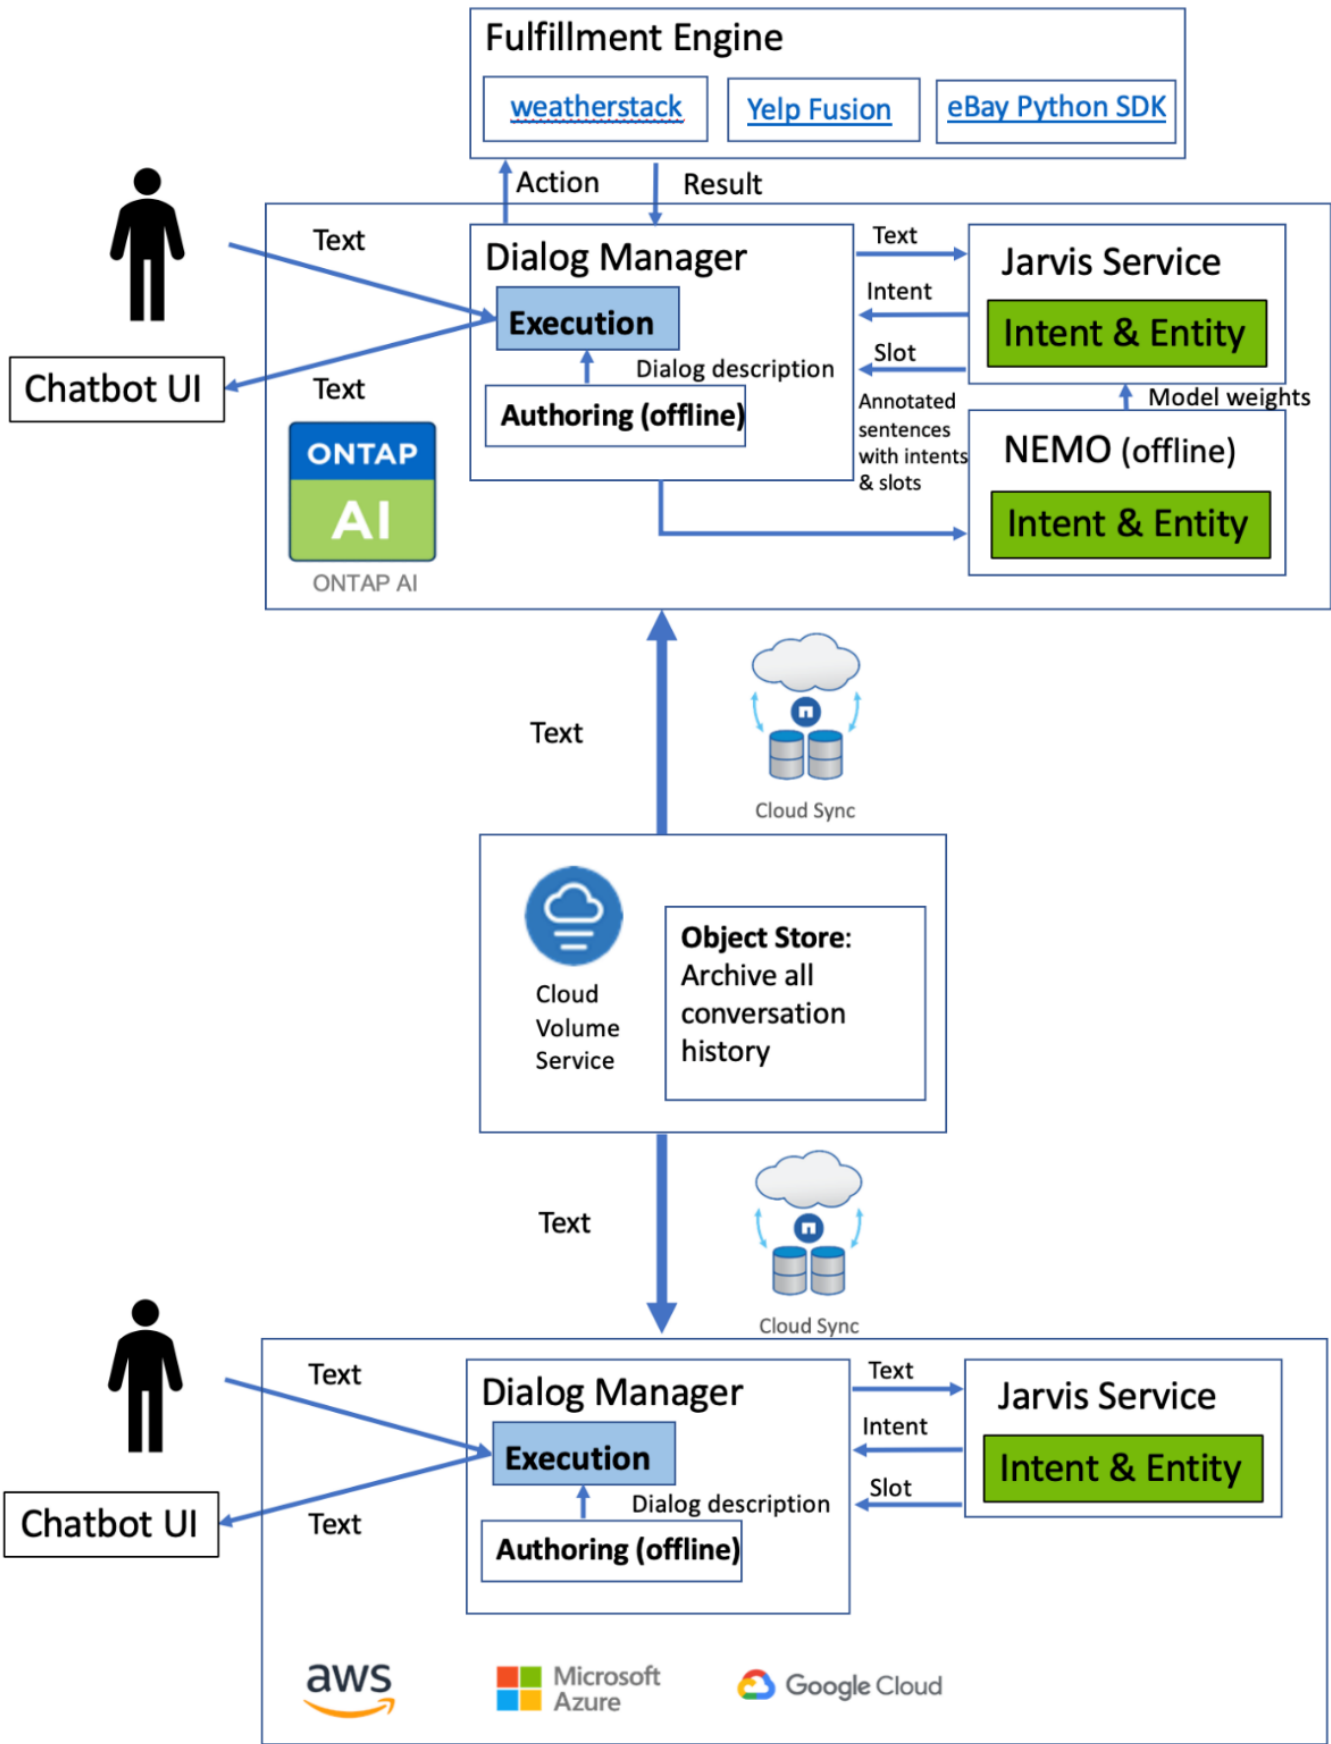 Fulfillment Engine
weatherstack
Yelp Fusion
eBay Python SDK
Action
Result
Text
Dialog Manager
Text
Jarvis Service
Execution
Intent
Intent & Entity
Slot
Dialog description
Chatbot UI
Text
Authoring (offline)
Annotated
sentences
with intents
& slots
Model weights
NEMO (offline)
Intent & Entity
ONTAP
AI
ONTAP AI
Text
Cloud Sync
Cloud
Volume
Service
Object Store:
Archive all
conversation
history
Text
Cloud Sync
Text
Dialog Manager
Text
Jarvis Service
Execution
Intent
Intent & Entity
Slot
Dialog description
Chatbot UI
Text
Authoring (offline)
aws
Microsoft
Azure
Google Cloud